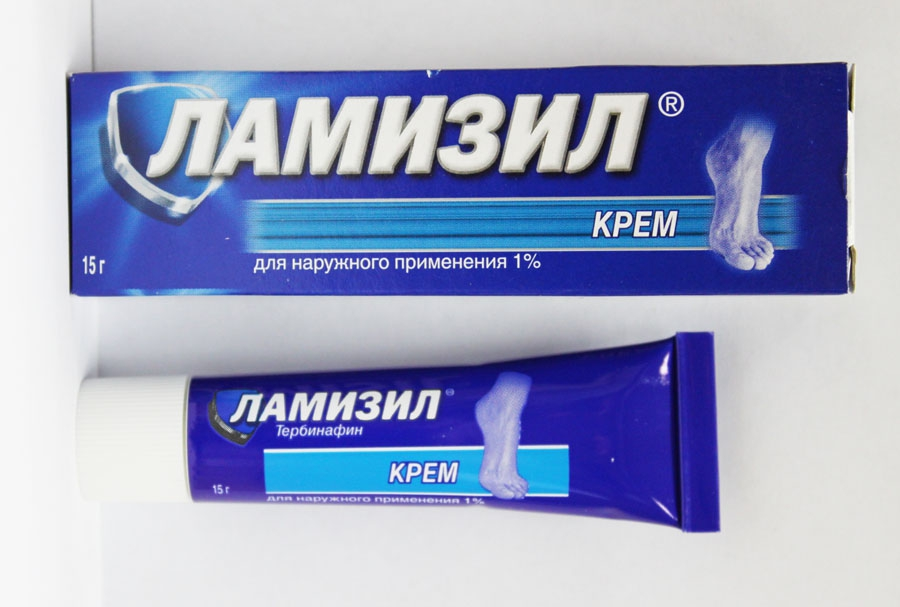 ЛАМИЗИЛ®
КРЕМ
15 г
для наружного применения 1%
ЛАМИЗИЛ®
Тербинафин
КРЕМ
15 г
для наружного применения 1%